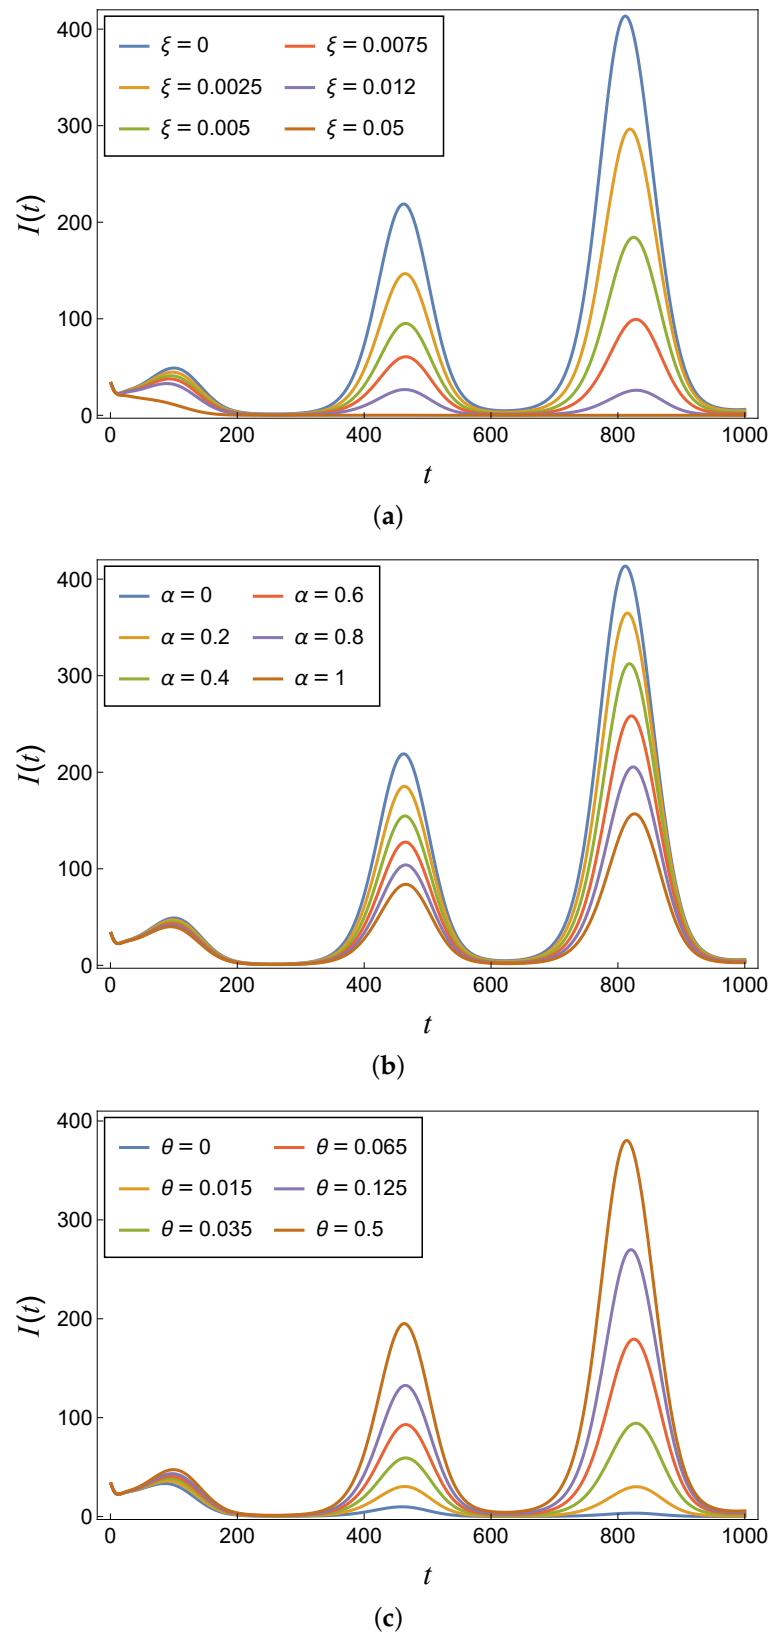 400
300
200
100
0
I(t)
ξ = 0
ξ = 0.0075
ξ = 0.0025
ξ = 0.012
ξ = 0.005
ξ = 0.05
0 200 400 600 800 1000
t
(a)
400
300
200
100
0
I(t)
α = 0
α = 0.6
α = 0.2
α = 0.8
α = 0.4
α = 1
0 200 400 600 800 1000
t
(b)
400
300
200
100
0
I(t)
θ = 0
θ = 0.065
θ = 0.015
θ = 0.125
θ = 0.035
θ = 0.5
0 200 400 600 800 1000
t
(c)